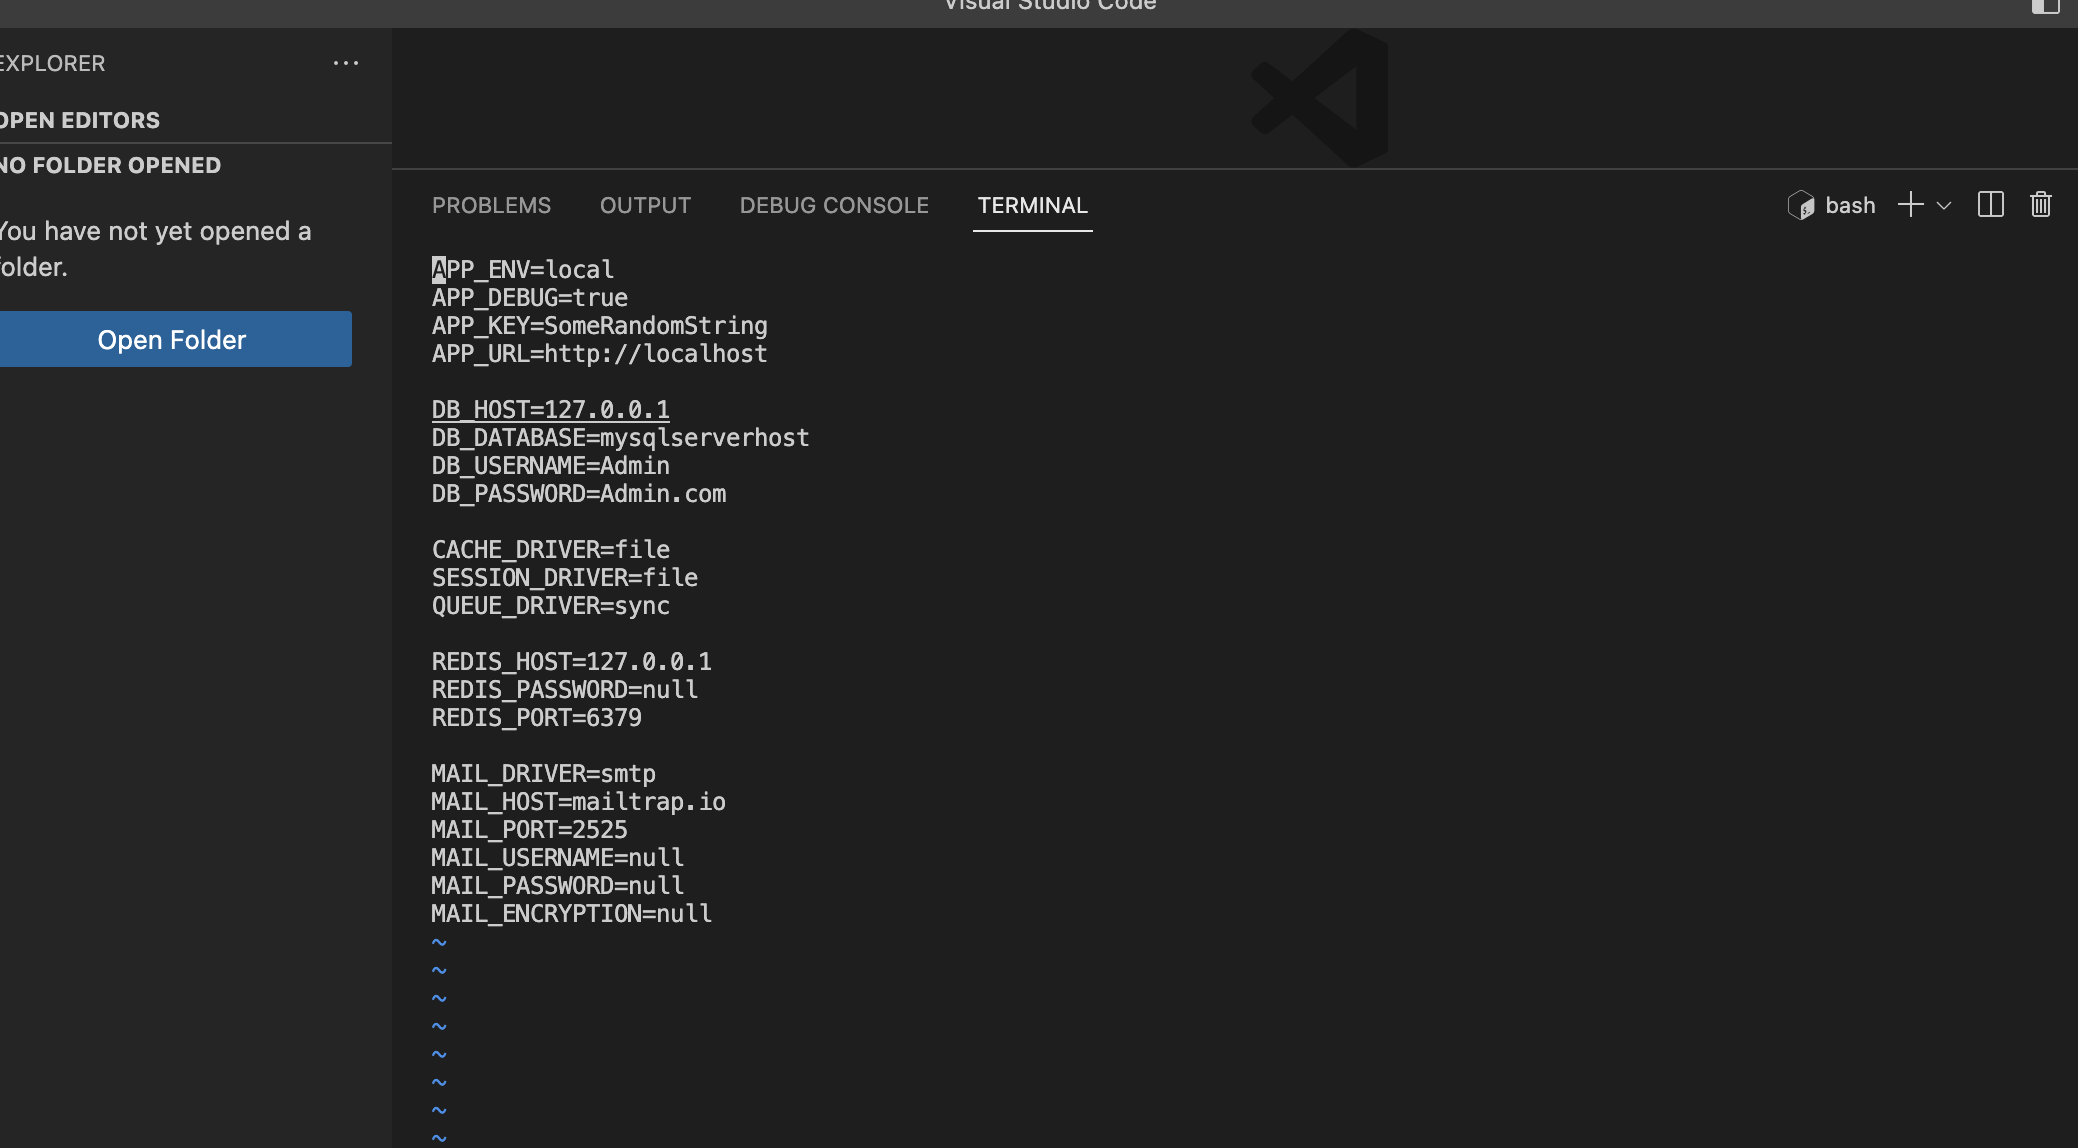 Visual Studio Code
EXPLORER
OPEN EDITORS
NO FOLDER OPENED
You have not yet opened a
folder.
Open Folder
PROBLEMS OUTPUT DEBUG CONSOLE TERMINAL
bash
APP_ENV=local
APP_DEBUG=true
APP_KEY=SomeRandomString
APP_URL=http://localhost
DB_HOST=127.0.0.1
DB_DATABASE=mysqlserverhost
DB_USERNAME=Admin
DB_PASSWORD=Admin.com
CACHE_DRIVER=file
SESSION_DRIVER=file
QUEUE_DRIVER=sync
REDIS_HOST=127.0.0.1
REDIS_PASSWORD=null
REDIS_PORT=6379
MAIL_DRIVER=smtp
MAIL_HOST=mailtrap.io
MAIL_PORT=2525
MAIL_USERNAME=null
MAIL_PASSWORD=null
MAIL_ENCRYPTION=null
~
~
~
~
~
~
~
~